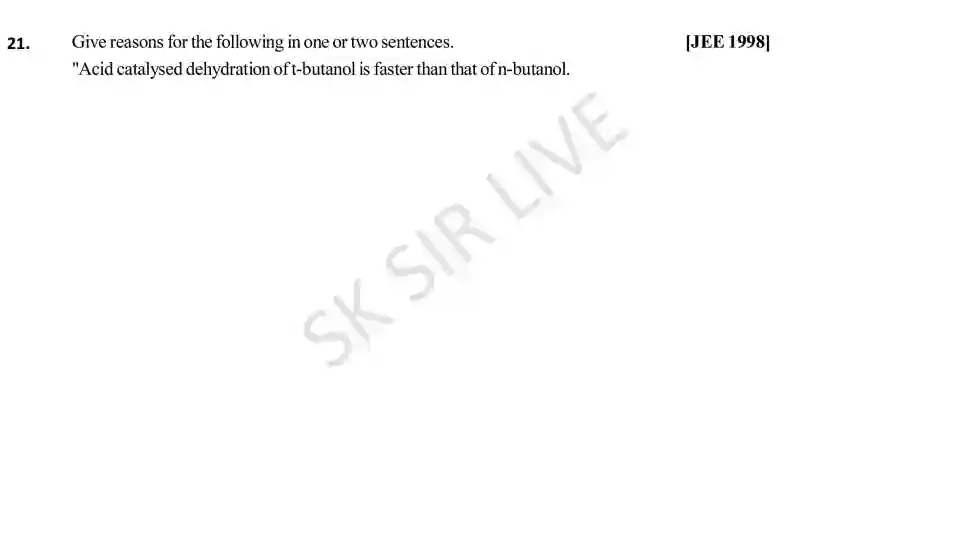 21. Give reasons for the following in one or two sentences. [JEE 1998]
"Acid catalysed dehydration of t-butanol is faster than that of n-butanol.
SK SIR LIVE